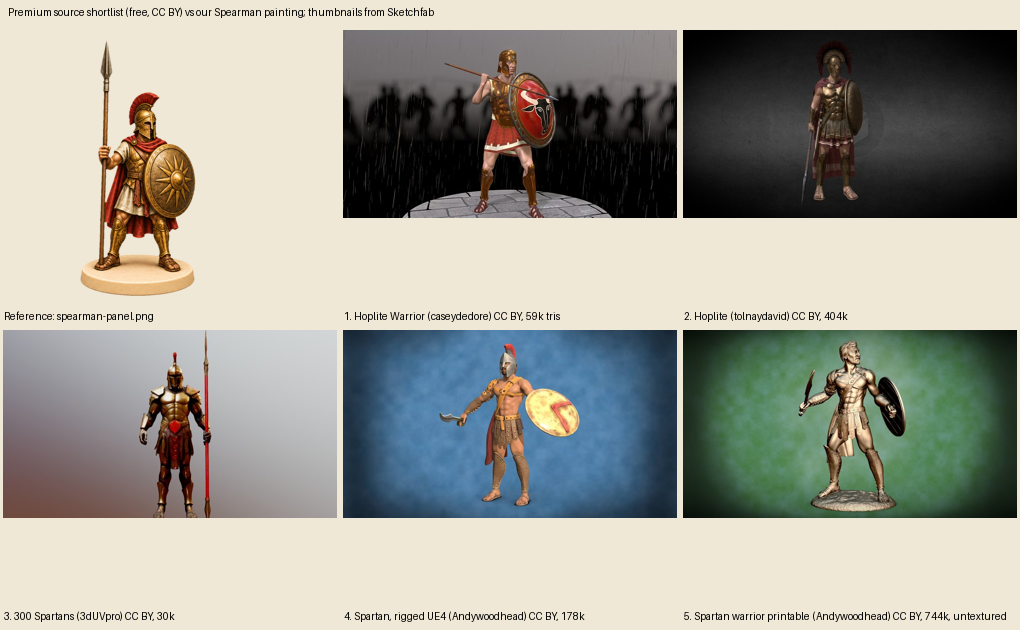 Premium source shortlist (free, CC BY) vs our Spearman painting; thumbnails from Sketchfab
Reference: spearman-panel.png
1. Hoplite Warrior (caseydedore) CC BY, 59k tris
2. Hoplite (tolnaydavid) CC BY, 404k
3. 300 Spartans (3dUVpro) CC BY, 30k
4. Spartan, rigged UE4 (Andywoodhead) CC BY, 178k
5. Spartan warrior printable (Andywoodhead) CC BY, 744k, untextured